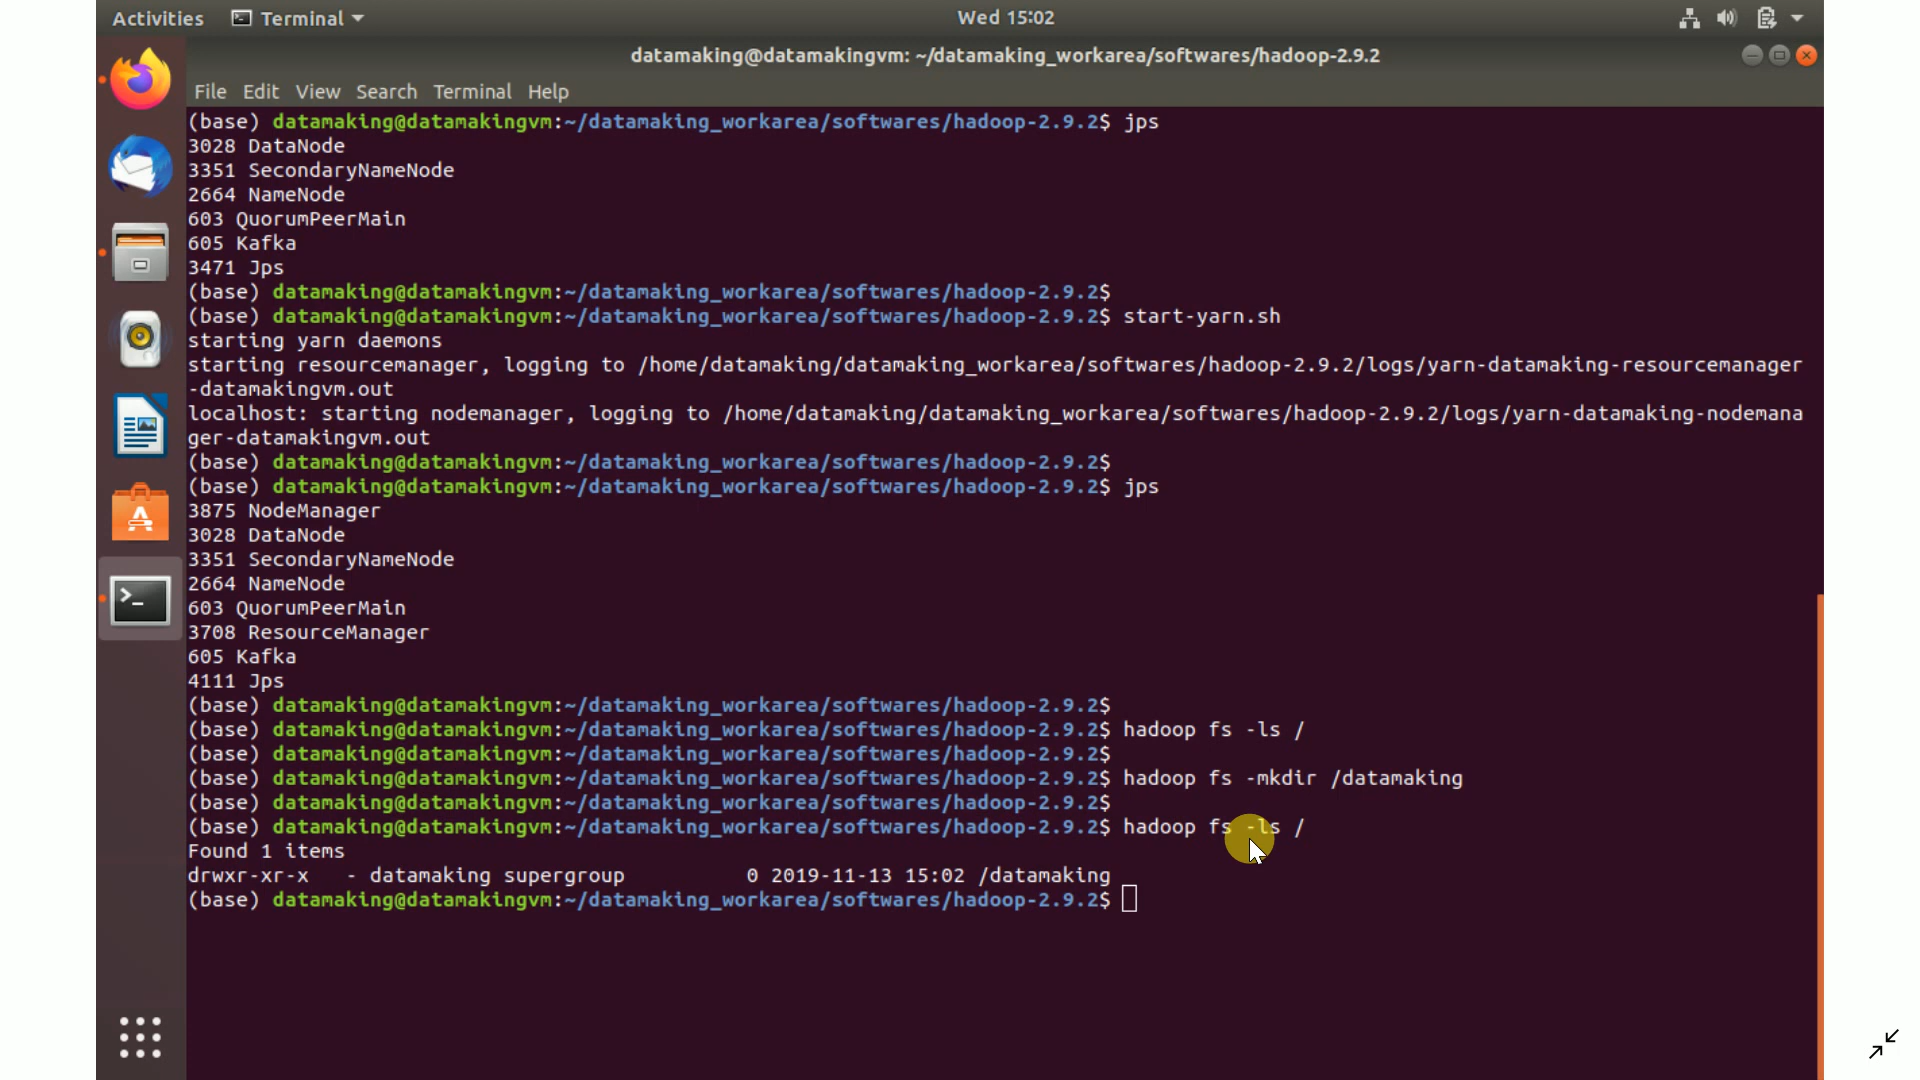 Activities Terminal Wed 15:02
datamaking@datamakingvm: ~/datamaking_workarea/softwares/hadoop-2.9.2
File Edit View Search Terminal Help
(base) datamaking@datamakingvm:~/datamaking_workarea/softwares/hadoop-2.9.2$ jps
3028 DataNode
3351 SecondaryNameNode
2664 NameNode
603 QuorumPeerMain
605 Kafka
3471 Jps
(base) datamaking@datamakingvm:~/datamaking_workarea/softwares/hadoop-2.9.2$
(base) datamaking@datamakingvm:~/datamaking_workarea/softwares/hadoop-2.9.2$ start-yarn.sh
starting yarn daemons
starting resourcemanager, logging to /home/datamaking/datamaking_workarea/softwares/hadoop-2.9.2/logs/yarn-datamaking-resourcemanager
-datamakingvm.out
localhost: starting nodemanager, logging to /home/datamaking/datamaking_workarea/softwares/hadoop-2.9.2/logs/yarn-datamaking-nodemana
ger-datamakingvm.out
(base) datamaking@datamakingvm:~/datamaking_workarea/softwares/hadoop-2.9.2$
(base) datamaking@datamakingvm:~/datamaking_workarea/softwares/hadoop-2.9.2$ jps
3875 NodeManager
3028 DataNode
3351 SecondaryNameNode
2664 NameNode
603 QuorumPeerMain
3708 ResourceManager
605 Kafka
4111 Jps
(base) datamaking@datamakingvm:~/datamaking_workarea/softwares/hadoop-2.9.2$
(base) datamaking@datamakingvm:~/datamaking_workarea/softwares/hadoop-2.9.2$ hadoop fs -ls /
(base) datamaking@datamakingvm:~/datamaking_workarea/softwares/hadoop-2.9.2$
(base) datamaking@datamakingvm:~/datamaking_workarea/softwares/hadoop-2.9.2$ hadoop fs -mkdir /datamaking
(base) datamaking@datamakingvm:~/datamaking_workarea/softwares/hadoop-2.9.2$
(base) datamaking@datamakingvm:~/datamaking_workarea/softwares/hadoop-2.9.2$ hadoop fs -ls /
Found 1 items
drwxr-xr-x - datamaking supergroup 0 2019-11-13 15:02 /datamaking
(base) datamaking@datamakingvm:~/datamaking_workarea/softwares/hadoop-2.9.2$